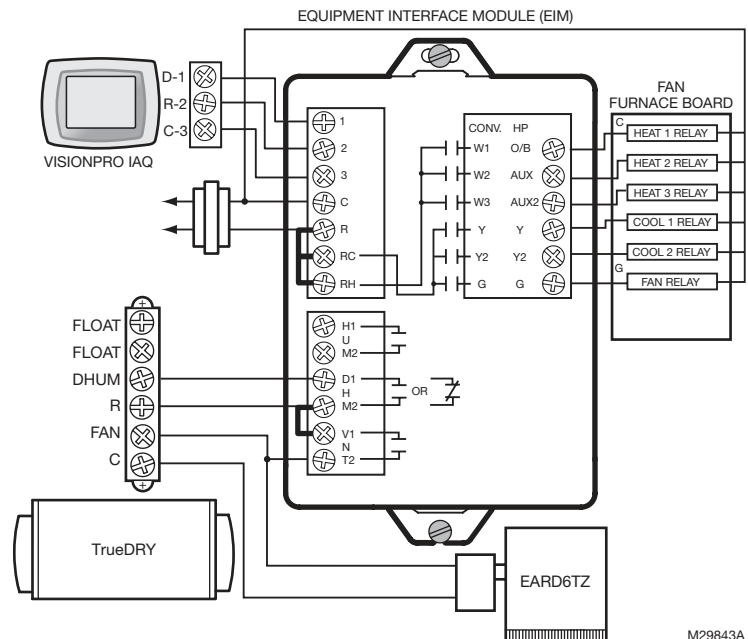 EQUIPMENT INTERFACE MODULE (EIM)
D-1
R-2
C-3
VISIONPRO IAQ
1
2
3
C
R
RC
RH
CONV. HP
W1 O/B
W2 AUX
W3 AUX2
Y Y
Y2 Y2
G G
FAN
FURNACE BOARD
C
HEAT 1 RELAY
HEAT 2 RELAY
HEAT 3 RELAY
COOL 1 RELAY
COOL 2 RELAY
G
FAN RELAY
FLOAT
FLOAT
DHUM
R
FAN
C
H1
U
M2
D1
H
M2
V1
N
T2
OR
TrueDRY
EARD6TZ
M29843A